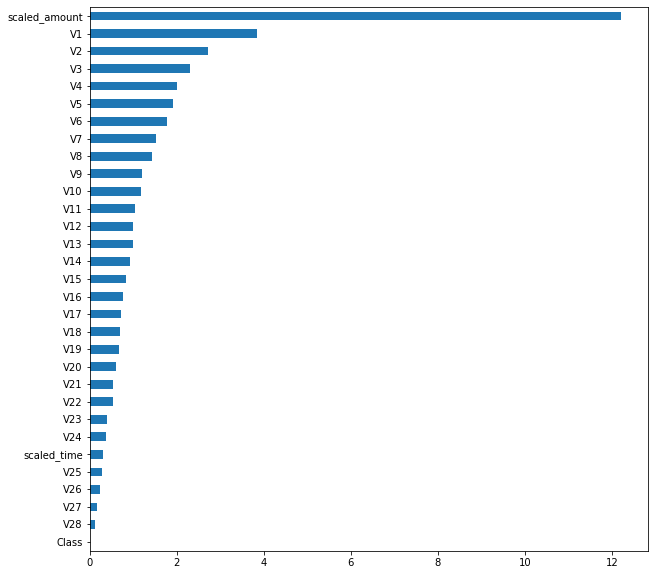 scaled_amount
V1
V2
V3
V4
V5
V6
V7
V8
V9
V10
V11
V12
V13
V14
V15
V16
V17
V18
V19
V20
V21
V22
V23
V24
scaled_time
V25
V26
V27
V28
Class
0 2 4 6 8 10 12